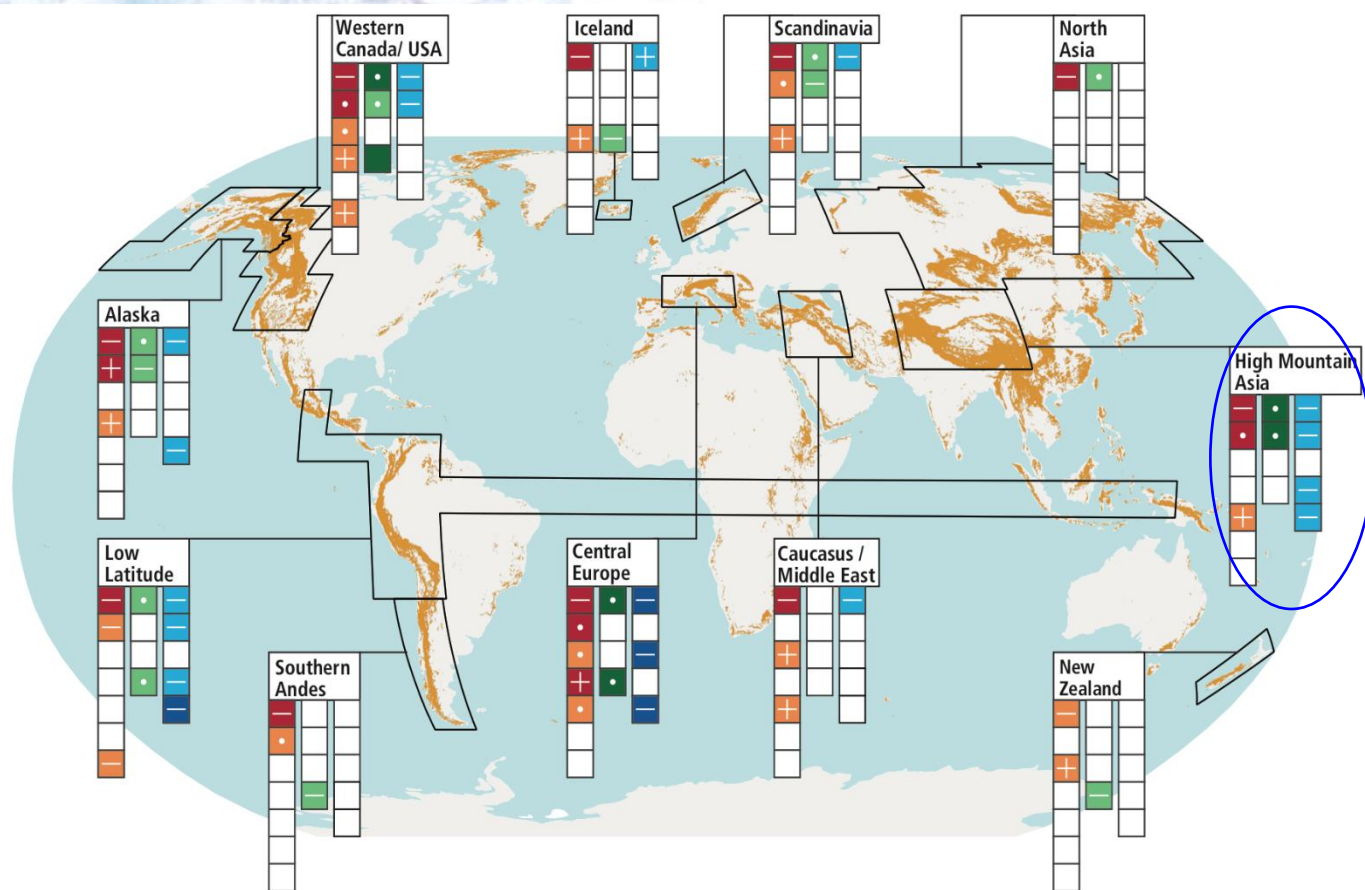 Western
Canada/ USA
Iceland
Scandinavia
North
Asia
Alaska
High Mountain
Asia
Low
Latitude
Central
Europe
Caucasus /
Middle East
Southern
Andes
New
Zealand